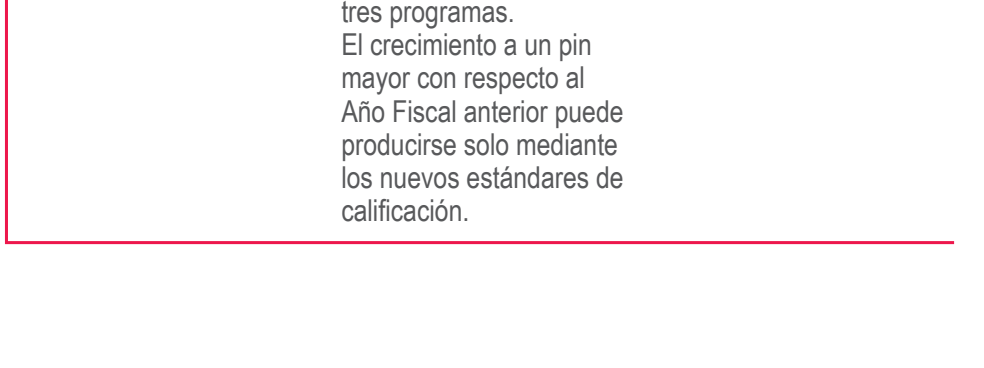 tres programas.
El crecimiento a un pin
mayor con respecto al
Año Fiscal anterior puede
producirse solo mediante
los nuevos estándares de
calificación.